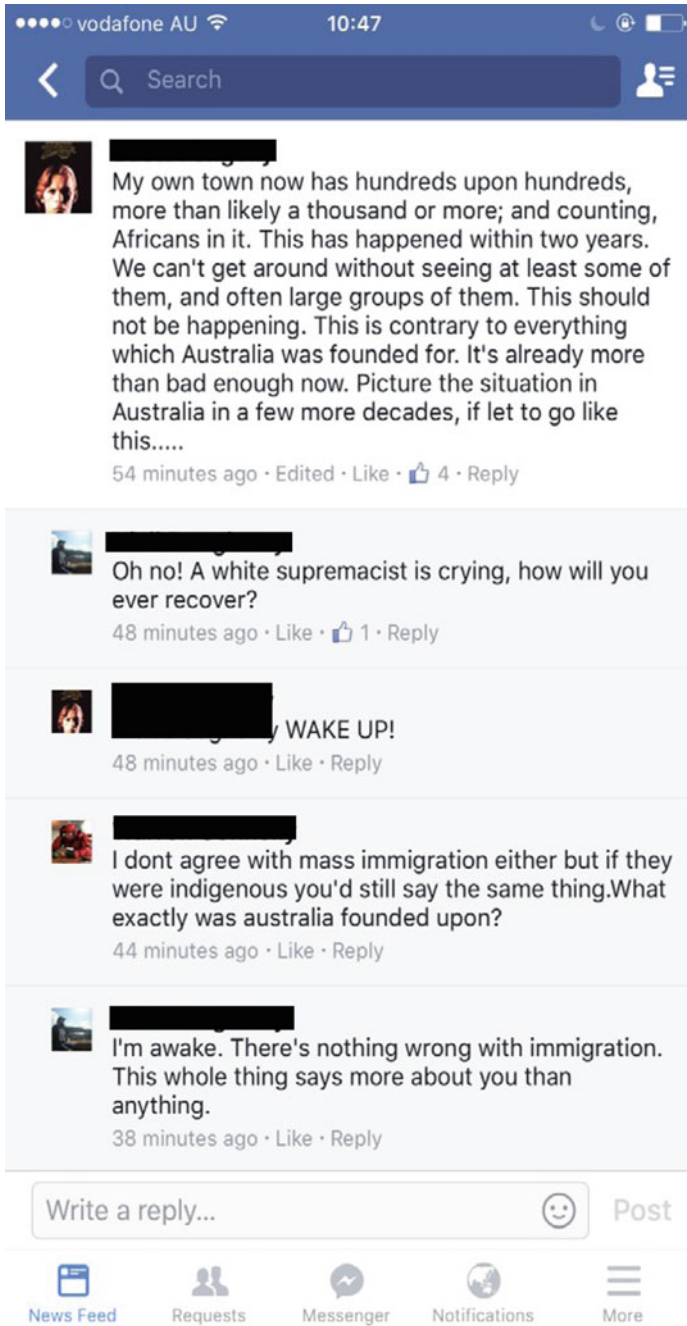 vodafone AU 10:47
Search
My own town now has hundreds upon hundreds,
more than likely a thousand or more; and counting,
Africans in it. This has happened within two years.
We can't get around without seeing at least some of
them, and often large groups of them. This should
not be happening. This is contrary to everything
which Australia was founded for. It's already more
than bad enough now. Picture the situation in
Australia in a few more decades, if let to go like
this.....
54 minutes ago · Edited · Like · 4 · Reply
Oh no! A white supremacist is crying, how will you
ever recover?
48 minutes ago · Like · 1 · Reply
WAKE UP!
48 minutes ago · Like · Reply
I dont agree with mass immigration either but if they
were indigenous you'd still say the same thing.What
exactly was australia founded upon?
44 minutes ago · Like · Reply
I'm awake. There's nothing wrong with immigration.
This whole thing says more about you than
anything.
38 minutes ago · Like · Reply
Write a reply... Post
News Feed Requests Messenger Notifications More